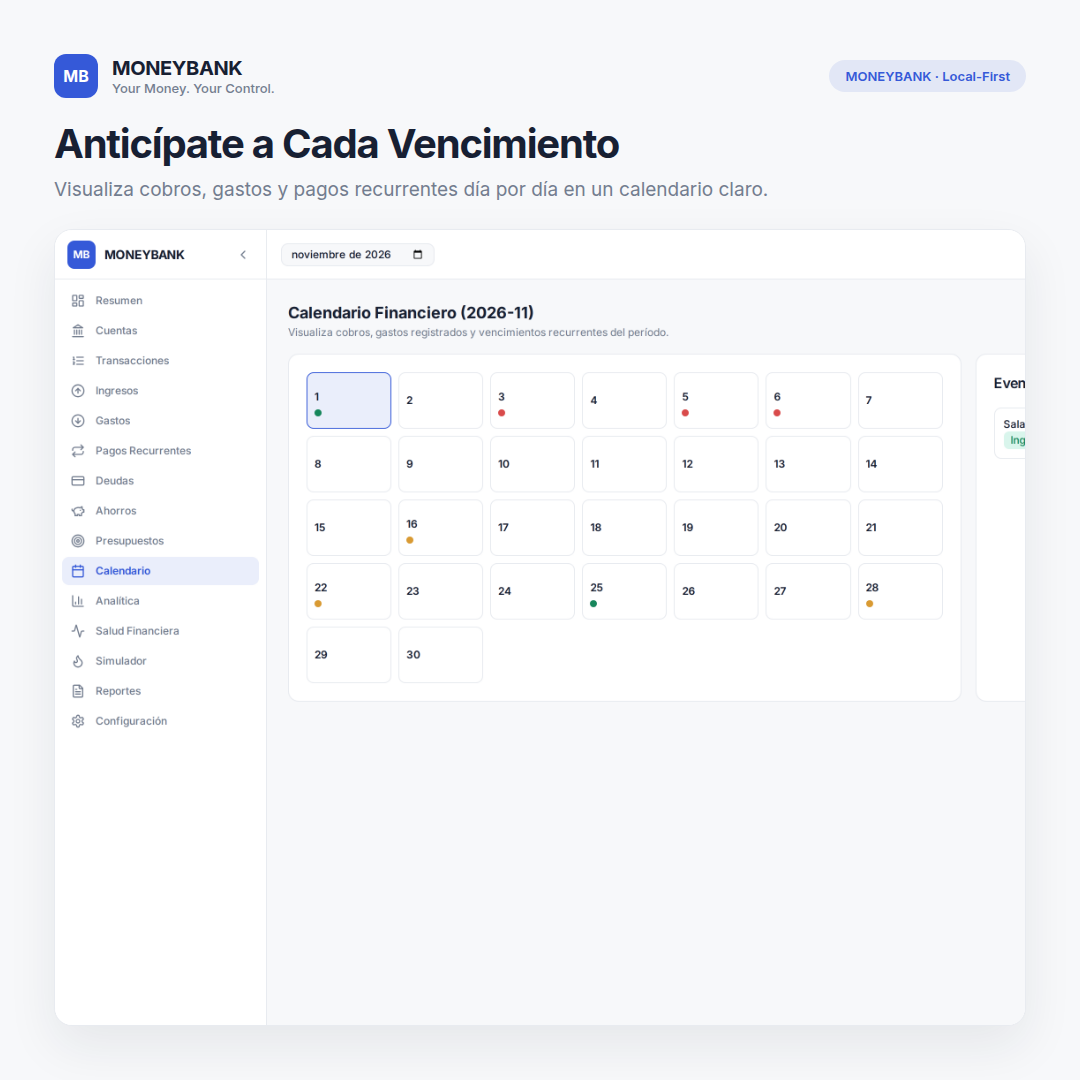 MB
MONEYBANK
Your Money. Your Control.
MONEYBANK · Local-First
Anticípate a Cada Vencimiento
Visualiza cobros, gastos y pagos recurrentes día por día en un calendario claro.
MB MONEYBANK
noviembre de 2026
Resumen
Cuentas
Transacciones
Ingresos
Gastos
Pagos Recurrentes
Deudas
Ahorros
Presupuestos
Calendario
Analítica
Salud Financiera
Simulador
Reportes
Configuración
Calendario Financiero (2026-11)
Visualiza cobros, gastos registrados y vencimientos recurrentes del período.
1 2 3 4 5 6 7
8 9 10 11 12 13 14
15 16 17 18 19 20 21
22 23 24 25 26 27 28
29 30
Even
Sala
Ing